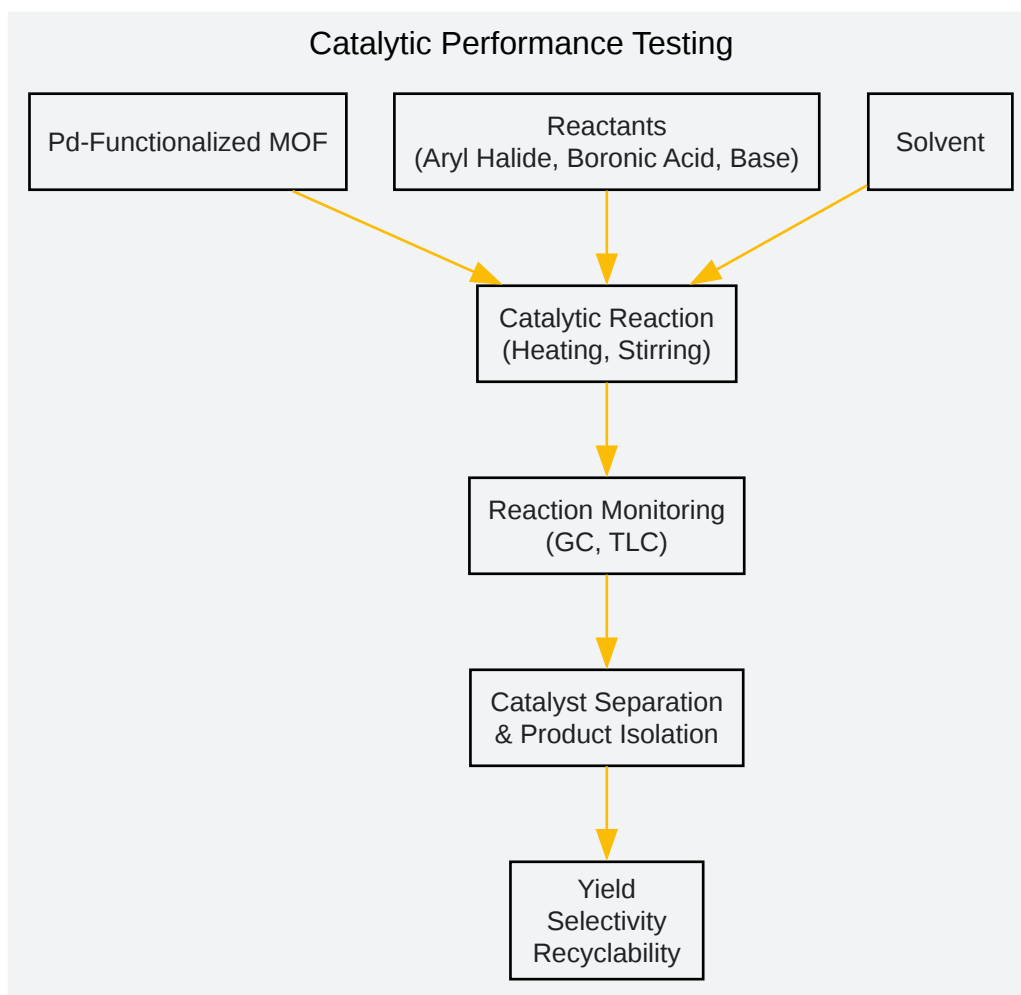 Catalytic Performance Testing
Pd-Functionalized MOF
Reactants
(Aryl Halide, Boronic Acid, Base)
Solvent
Catalytic Reaction
(Heating, Stirring)
Reaction Monitoring
(GC, TLC)
Catalyst Separation
& Product Isolation
Yield
Selectivity
Recyclability